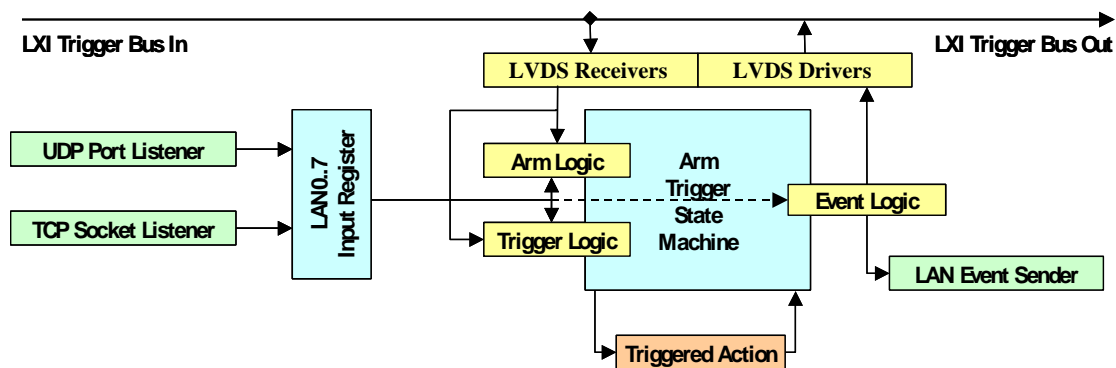 LXI Trigger Bus In
LXI Trigger Bus Out
LVDS Receivers
LVDS Drivers
UDP Port Listener
TCP Socket Listener
LAN0..7
Input Register
Arm Logic
Trigger Logic
Arm
Trigger
State
Machine
Event Logic
LAN Event Sender
Triggered Action